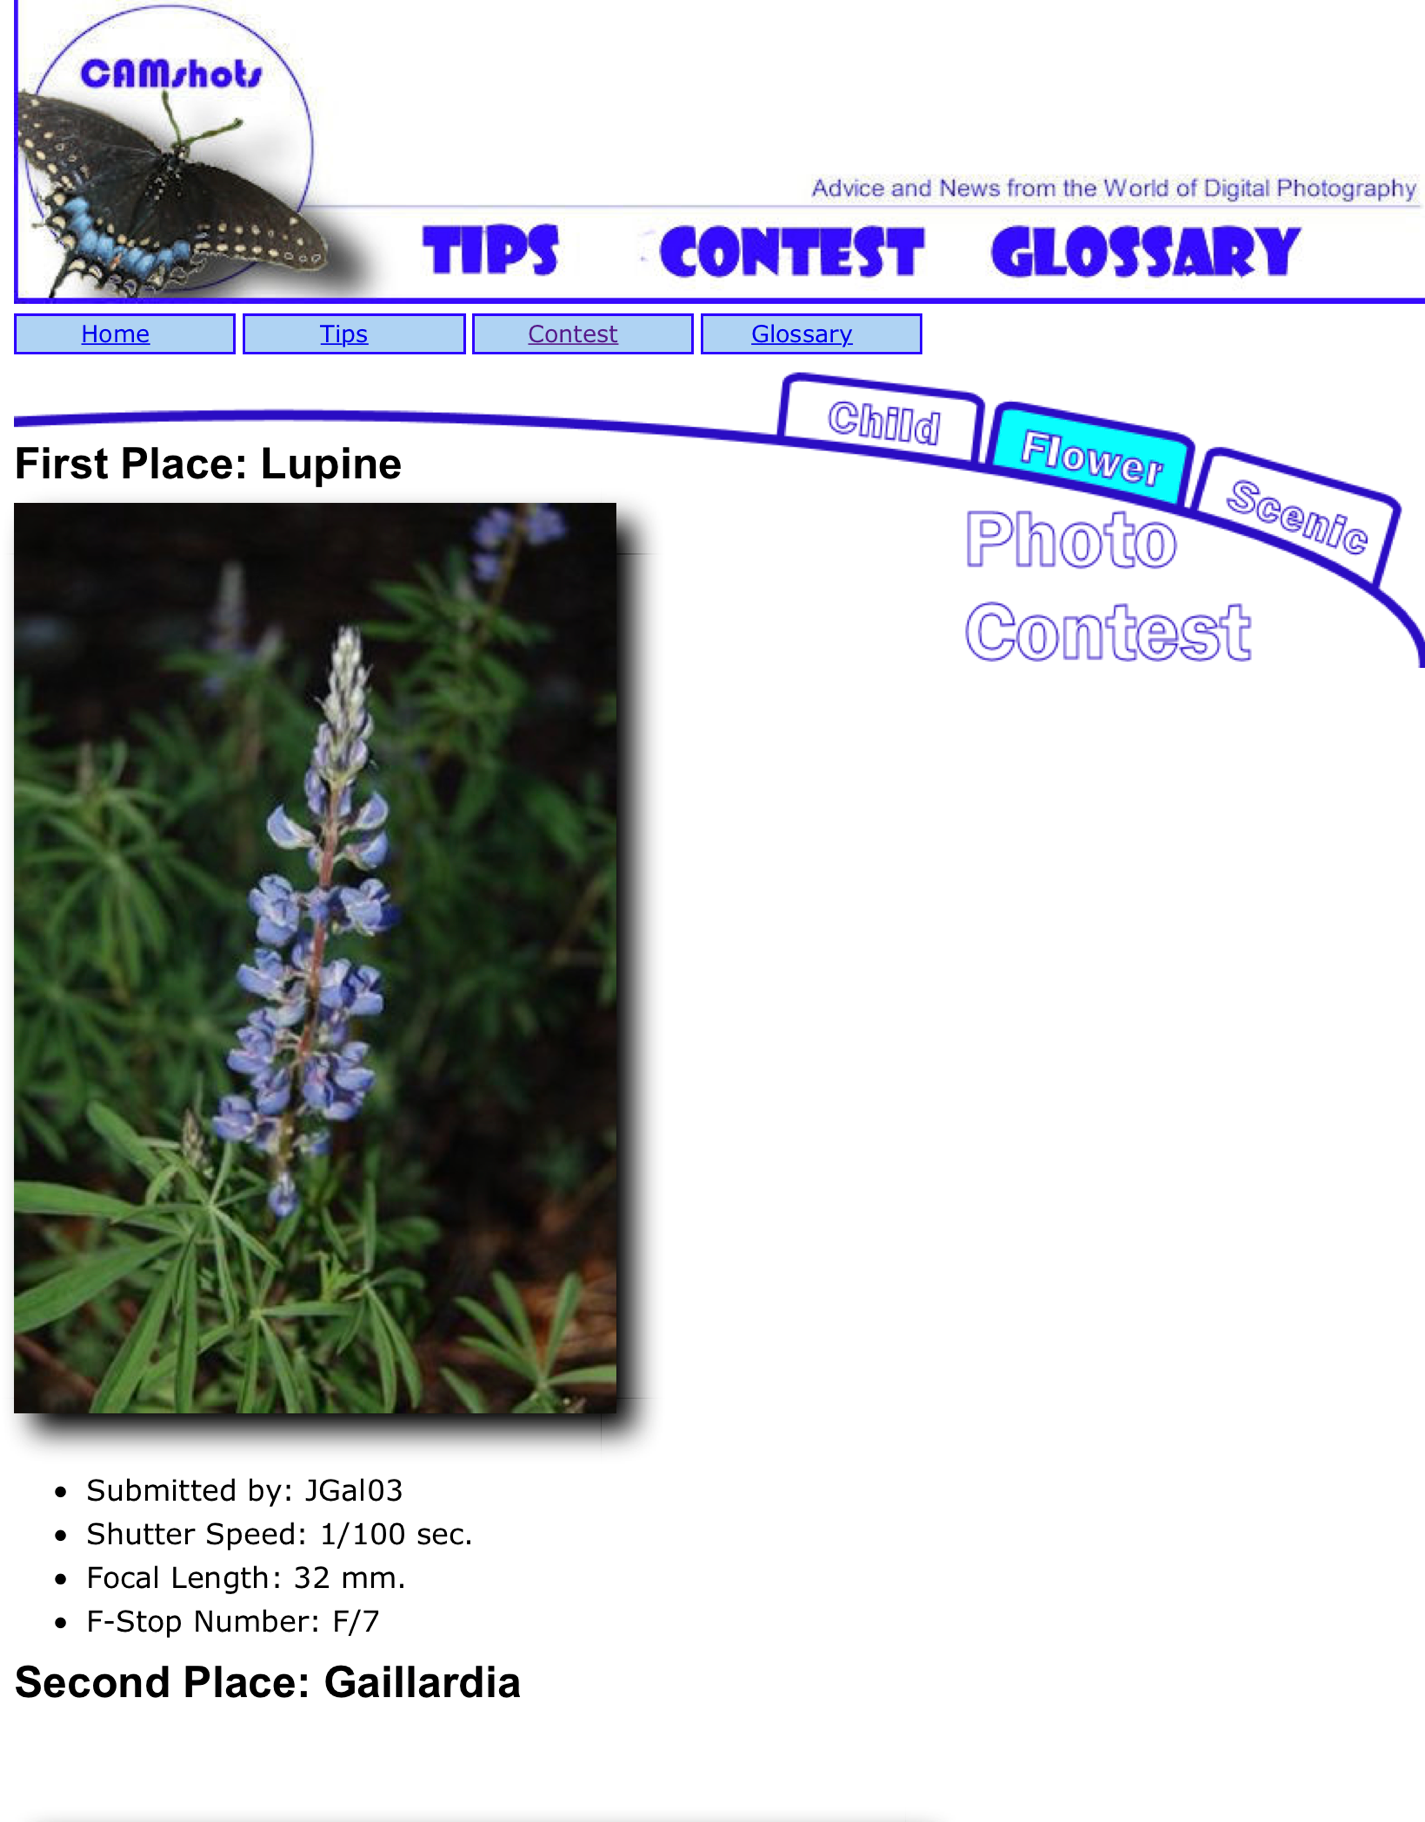 CAMshots
Advice and News from the World of Digital Photography
TIPS CONTEST GLOSSARY
Home Tips Contest Glossary
Child Flower Scenic
Photo
Contest
First Place: Lupine
Submitted by: JGal03
Shutter Speed: 1/100 sec.
Focal Length: 32 mm.
F-Stop Number: F/7
Second Place: Gaillardia